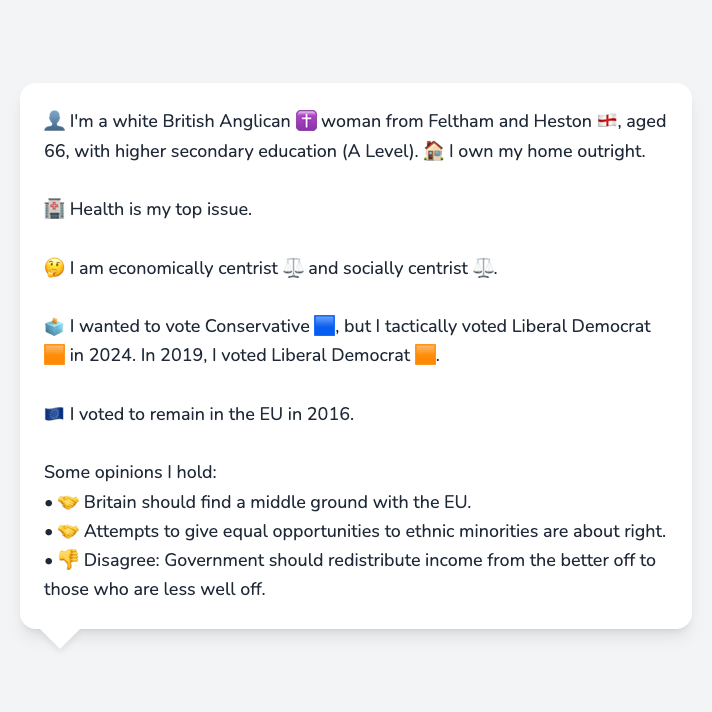 👤 I'm a white British Anglican ✝️ woman from Feltham and Heston 🏴󠁧󠁢󠁥󠁮󠁧󠁿, aged
66, with higher secondary education (A Level). 🏠 I own my home outright.
🏥 Health is my top issue.
🤔 I am economically centrist ⚖️ and socially centrist ⚖️.
🗳️ I wanted to vote Conservative 🟦, but I tactically voted Liberal Democrat
🟧 in 2024. In 2019, I voted Liberal Democrat 🟧.
🇪🇺 I voted to remain in the EU in 2016.
Some opinions I hold:
• 🤝 Britain should find a middle ground with the EU.
• 🤝 Attempts to give equal opportunities to ethnic minorities are about right.
• 👎 Disagree: Government should redistribute income from the better off to
those who are less well off.